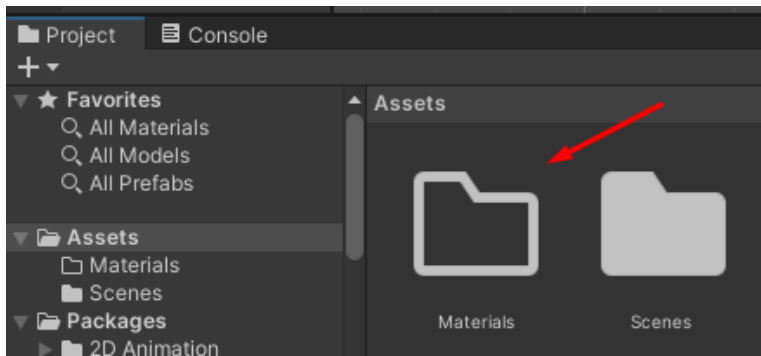 Project Console
Favorites
All Materials
All Models
All Prefabs
Assets
Materials
Scenes
Packages
2D Animation
Assets
Materials Scenes